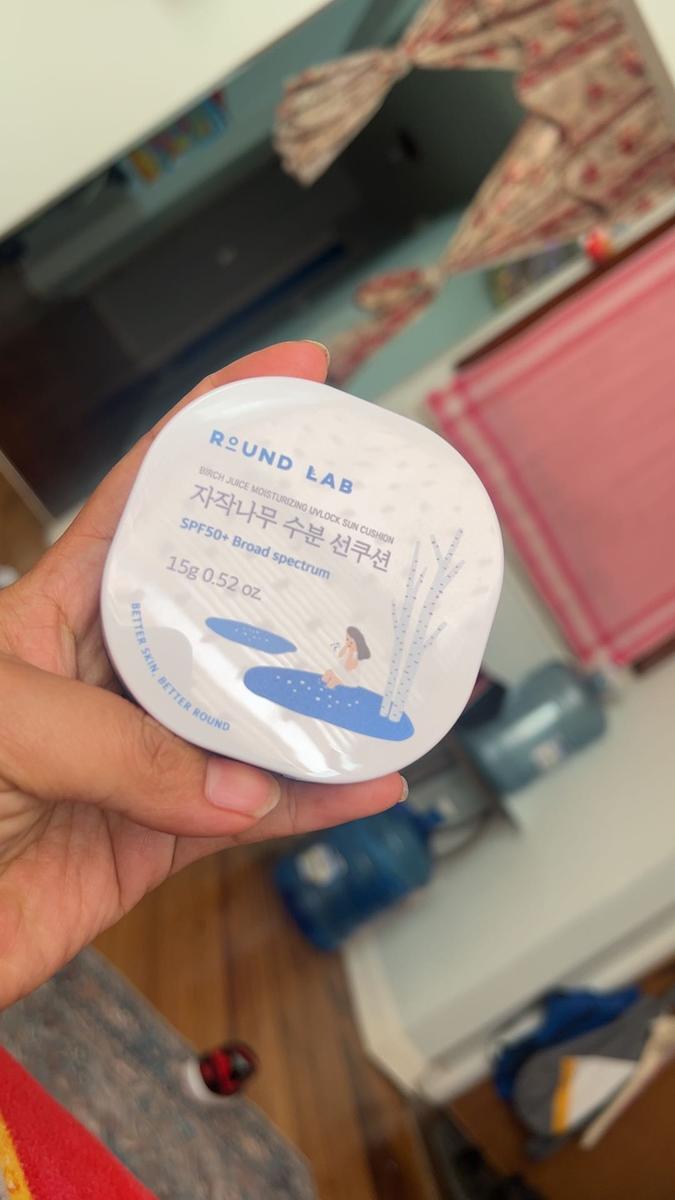 ROUND LAB
BIRCH JUICE MOISTURIZING UVLOCK SUN CUSHION
자작나무 수분 선쿠션
SPF50+ Broad spectrum
15g 0.52 oz
BETTER SKIN, BETTER ROUND